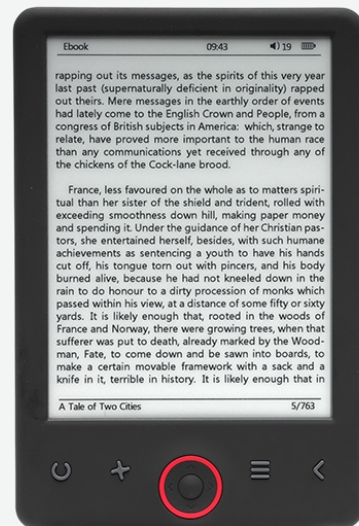 Ebook 09:43 19
rapping out its messages, as the spirits of this very year
last past (supernaturally deficient in originality) rapped
out theirs. Mere messages in the earthly order of events
had lately come to the English Crown and People, from a
congress of British subjects in America: which, strange to
relate, have proved more important to the human race
than any communications yet received through any of
the chickens of the Cock-lane brood.
France, less favoured on the whole as to matters spiri-
tual than her sister of the shield and trident, rolled with
exceeding smoothness down hill, making paper money
and spending it. Under the guidance of her Christian pas-
tors, she entertained herself, besides, with such humane
achievements as sentencing a youth to have his hands
cut off, his tongue torn out with pincers, and his body
burned alive, because he had not kneeled down in the
rain to do honour to a dirty procession of monks which
passed within his view, at a distance of some fifty or sixty
yards. It is likely enough that, rooted in the woods of
France and Norway, there were growing trees, when that
sufferer was put to death, already marked by the Wood-
man, Fate, to come down and be sawn into boards, to
make a certain movable framework with a sack and a
knife in it, terrible in history. It is likely enough that in
A Tale of Two Cities 5/763